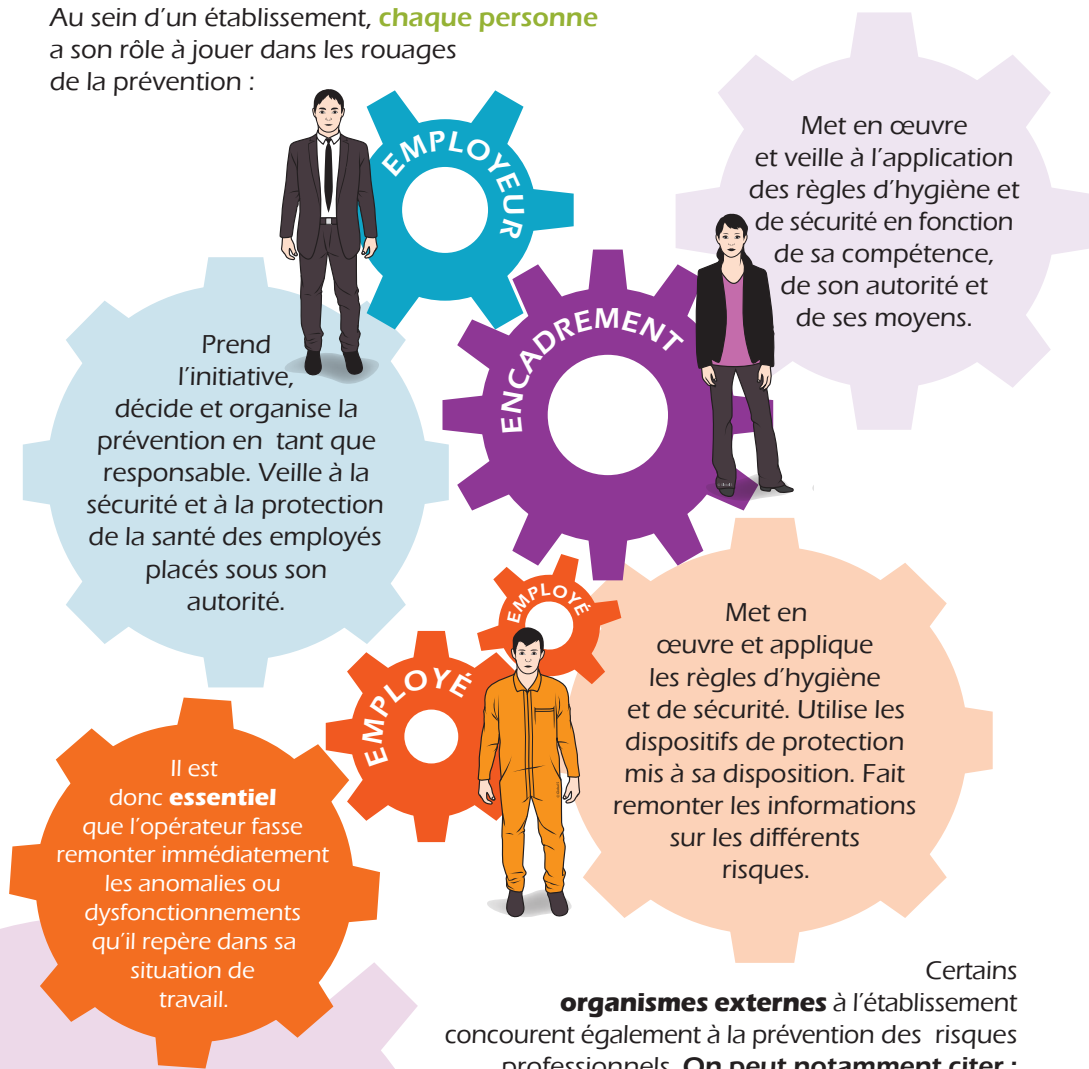 Au sein d'un établissement, chaque personne
a son rôle à jouer dans les rouages
de la prévention :
EMPLOYEUR
Prend
l'initiative,
décide et organise la
prévention en tant que
responsable. Veille à la
sécurité et à la protection
de la santé des employés
placés sous son
autorité.
ENCADREMENT
Met en œuvre
et veille à l'application
des règles d'hygiène et
de sécurité en fonction
de sa compétence,
de son autorité et
de ses moyens.
EMPLOYÉ
EMPLOYÉ
Met en
œuvre et applique
les règles d'hygiène
et de sécurité. Utilise les
dispositifs de protection
mis à sa disposition. Fait
remonter les informations
sur les différents
risques.
Il est
donc essentiel
que l'opérateur fasse
remonter immédiatement
les anomalies ou
dysfonctionnements
qu'il repère dans sa
situation de
travail.
Certains
organismes externes à l'établissement
concourent également à la prévention des risques
professionnels. On peut notamment citer :